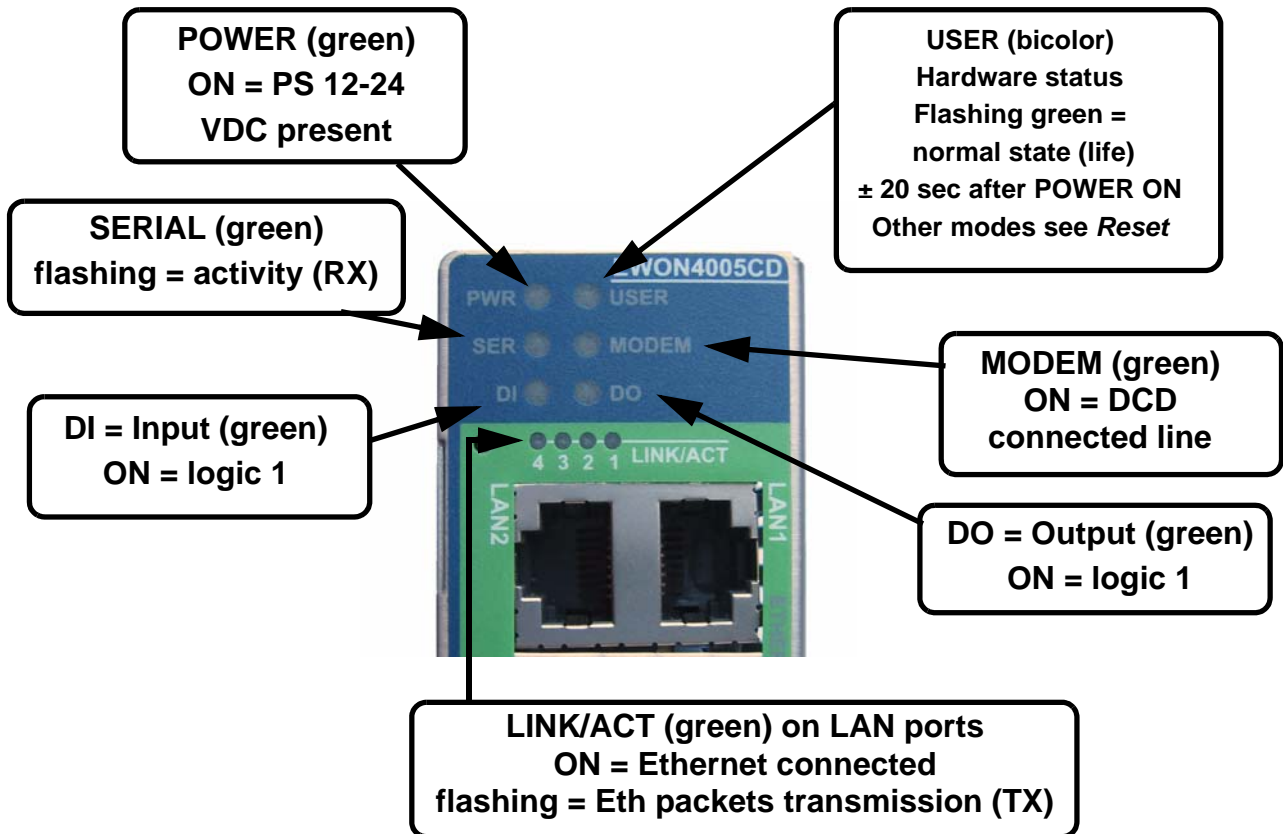 POWER (green)
ON = PS 12-24
VDC present
USER (bicolor)
Hardware status
Flashing green =
normal state (life)
± 20 sec after POWER ON
Other modes see Reset
SERIAL (green)
flashing = activity (RX)
EWON4005CD
PWR USER
SER MODEM
DI DO
MODEM (green)
ON = DCD
connected line
DI = Input (green)
ON = logic 1
4 3 2 1 LINK/ACT
LAN2
LAN1
DO = Output (green)
ON = logic 1
LINK/ACT (green) on LAN ports
ON = Ethernet connected
flashing = Eth packets transmission (TX)